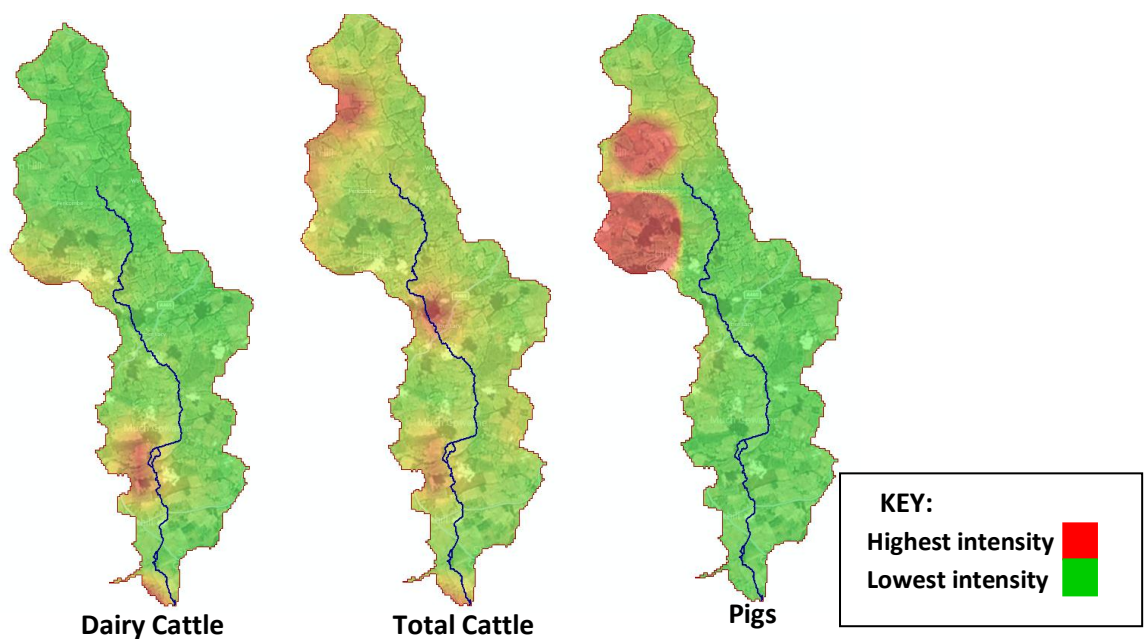 Dairy Cattle
Total Cattle
Pigs
KEY:
Highest intensity
Lowest intensity